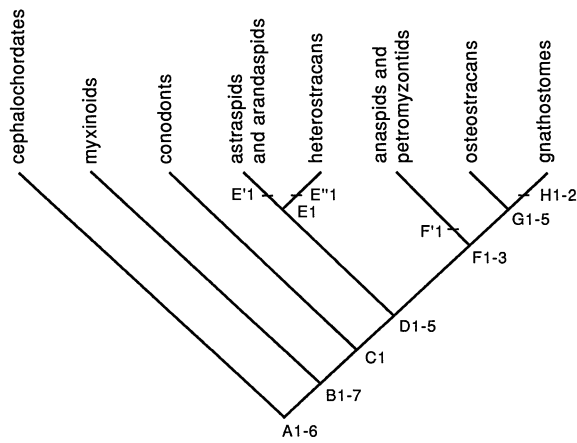 cephalochordates
myxinoids
conodonts
astraspids
and arandaspids
heterostracans
anaspids and
petromyzontids
osteostracans
gnathostomes
E'1
E"1
H1-2
E1
G1-5
F'1
F1-3
D1-5
C1
B1-7
A1-6